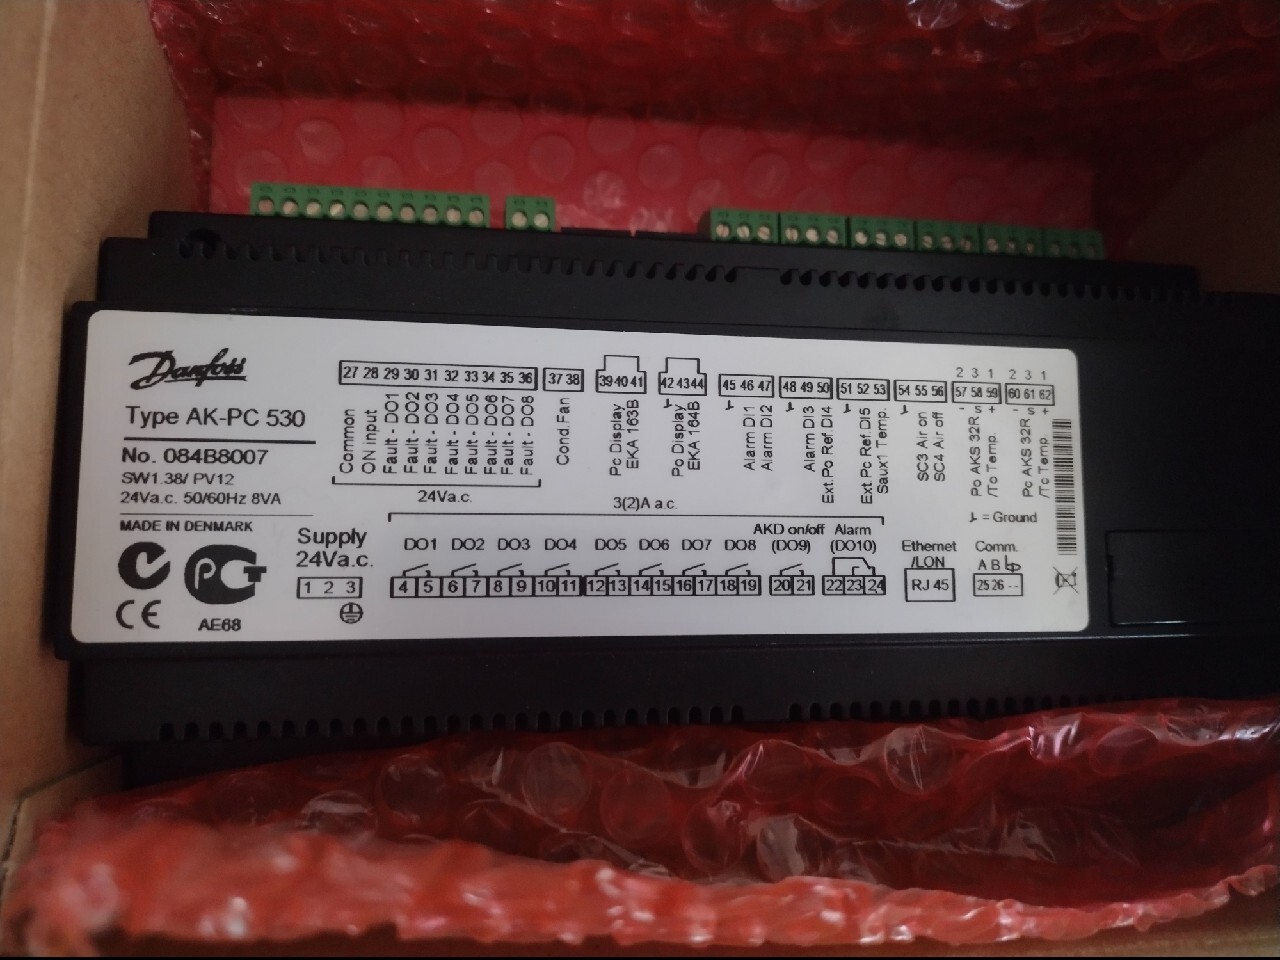 Danfoss
Type AK-PC 530
No. 084B8007
SW1.38/ PV12
24Va.c. 50/60Hz 8VA
MADE IN DENMARK
CE
AE68
Supply
24Va.c.
1 2 3
27 28 29 30 31 32 33 34 35 36
Common
ON input
Fault - DO1
Fault - DO2
Fault - DO3
Fault - DO4
Fault - DO5
Fault - DO6
Fault - DO7
Fault - DO8
24Va.c.
37 38
Cond.Fan
39 40 41
Po Display
EKA 163B
42 43 44
Pc Display
EKA 164B
45 46 47
Alarm DI1
Alarm DI2
48 49 50
Alarm DI3
Ext.Po Ref.DI4
51 52 53
Ext.Pc Ref.DI5
Saux1 Temp.
54 55 56
SC3 Air on
SC4 Air off
2 3 1
57 58 59
- S +
Po AKS 32R
/To Temp.
2 3 1
60 61 62
- S +
Pc AKS 32R
/Tc Temp.
= Ground
3(2)A a.c.
AKD on/off Alarm
DO1 DO2 DO3 DO4 DO5 DO6 DO7 DO8 (DO9) (DO10)
4 5 6 7 8 9 10 11 12 13 14 15 16 17 18 19 20 21 22 23 24
Ethernet
/LON
RJ 45
Comm.
A B
25 26 - -